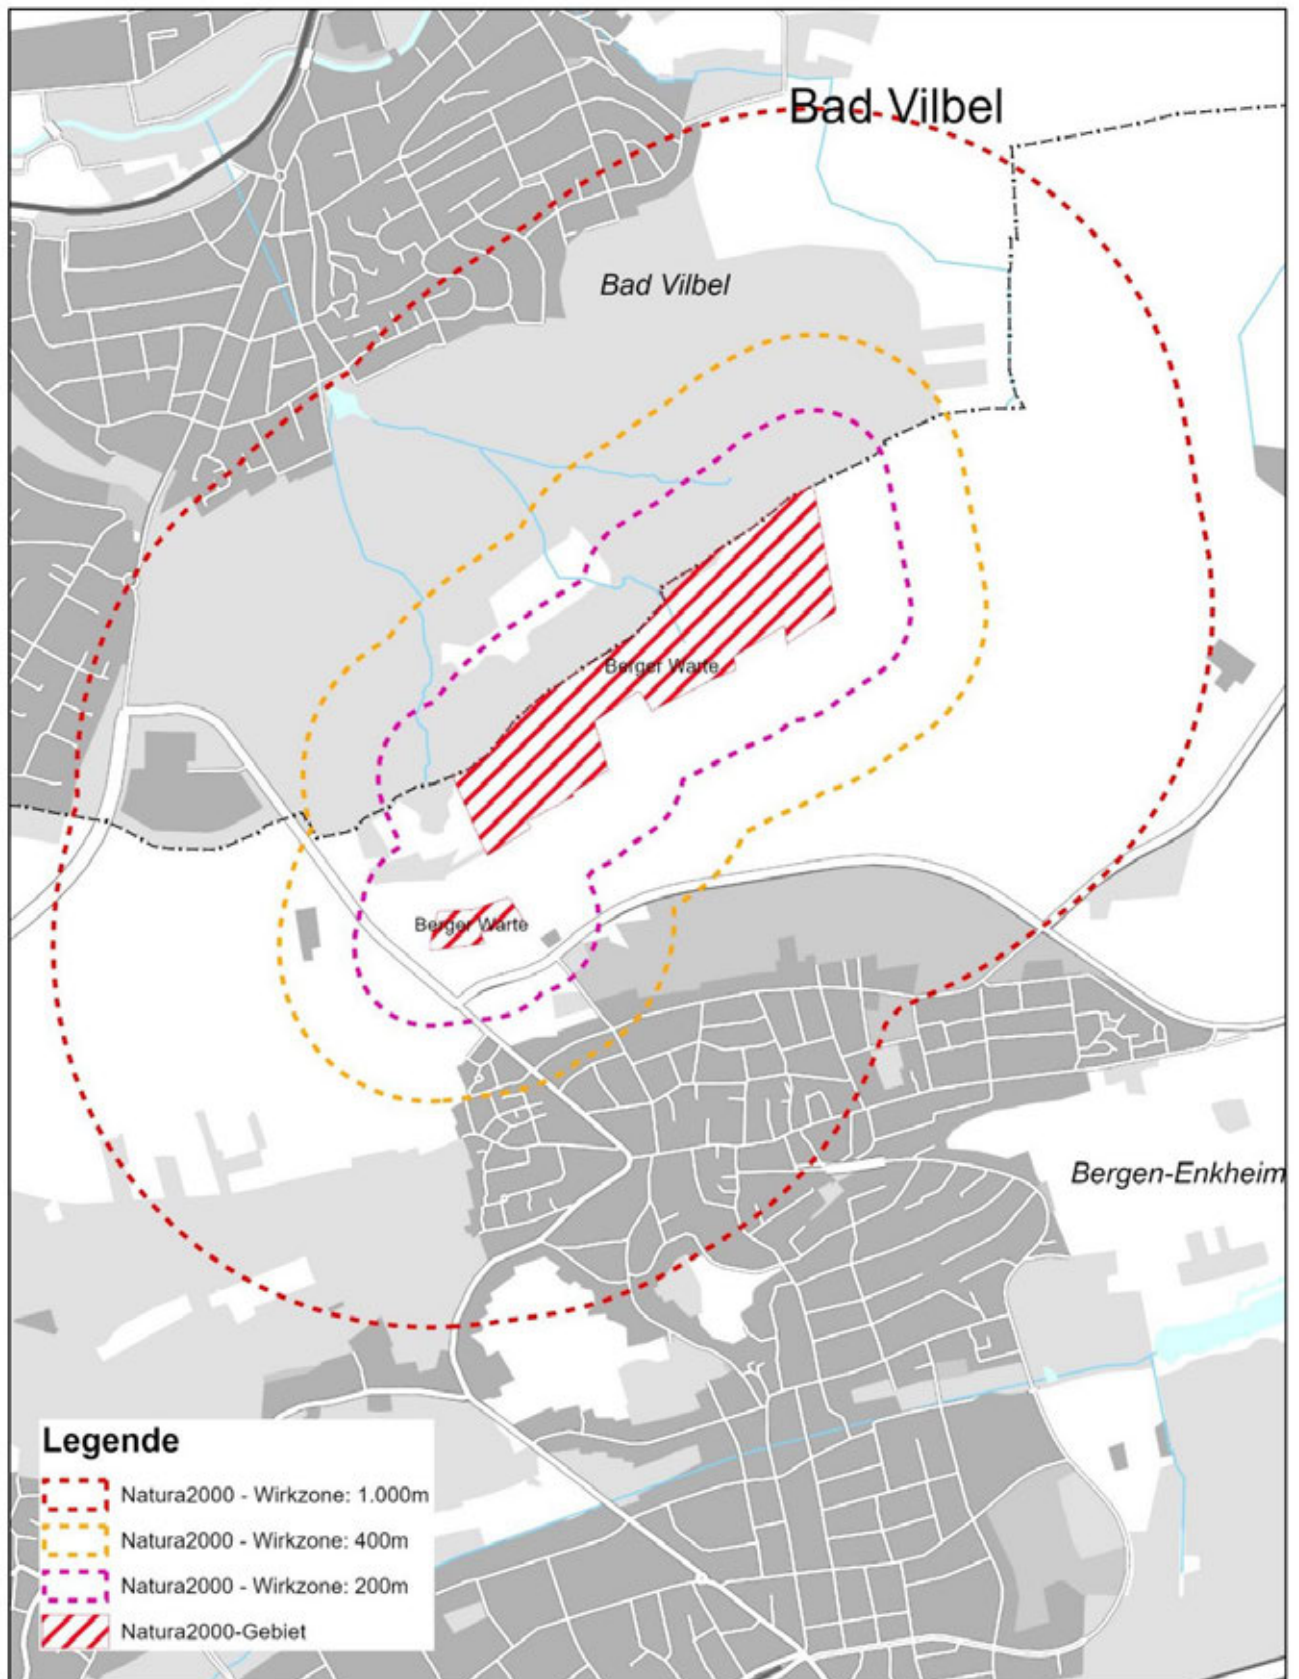 Bad Vilbel
Bad Vilbel
Berger Warte
Berger Warte
Bergen-Enkheim
Legende
Natura2000 - Wirkzone: 1.000m
Natura2000 - Wirkzone: 400m
Natura2000 - Wirkzone: 200m
Natura2000-Gebiet